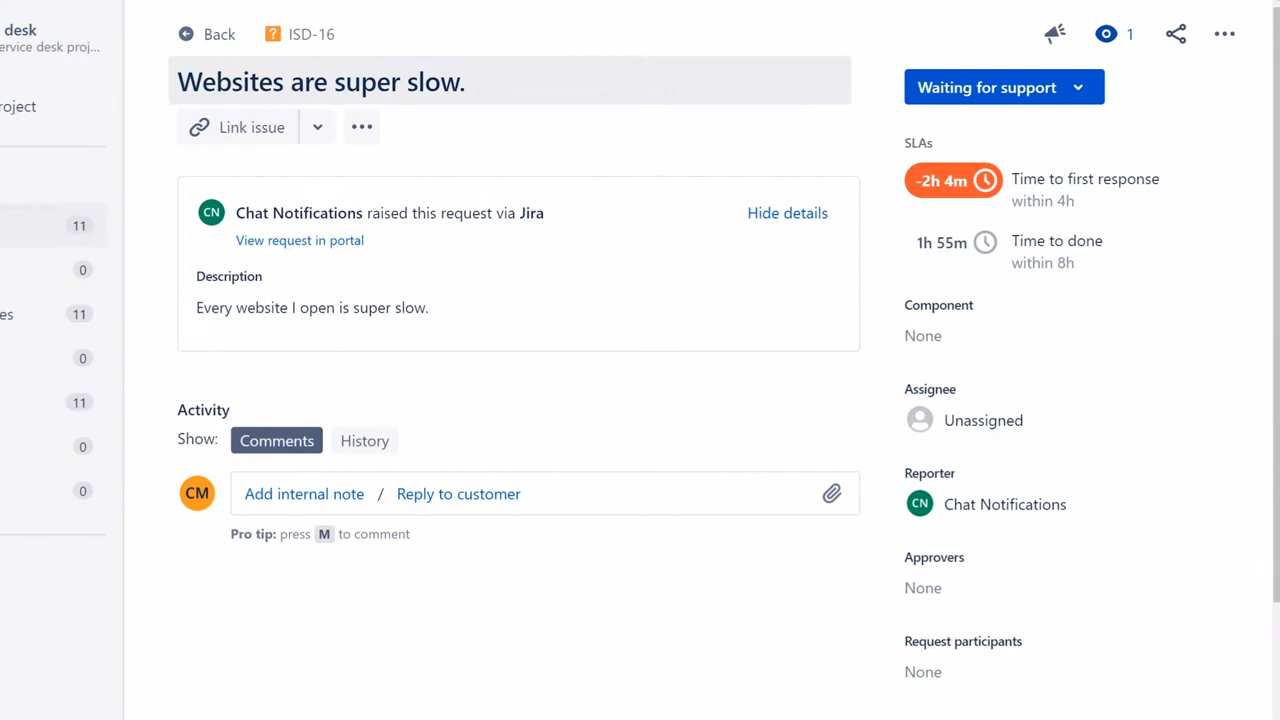 desk
ervice desk proj...
roject
11
0
es
11
0
11
0
0
Back
ISD-16
1
Websites are super slow.
Link issue
CN
Chat Notifications raised this request via Jira
Hide details
View request in portal
Description
Every website I open is super slow.
Activity
Show:
Comments
History
CM
Add internal note / Reply to customer
Pro tip: press M to comment
Waiting for support
SLAs
-2h 4m
Time to first response
within 4h
1h 55m
Time to done
within 8h
Component
None
Assignee
Unassigned
Reporter
CN
Chat Notifications
Approvers
None
Request participants
None